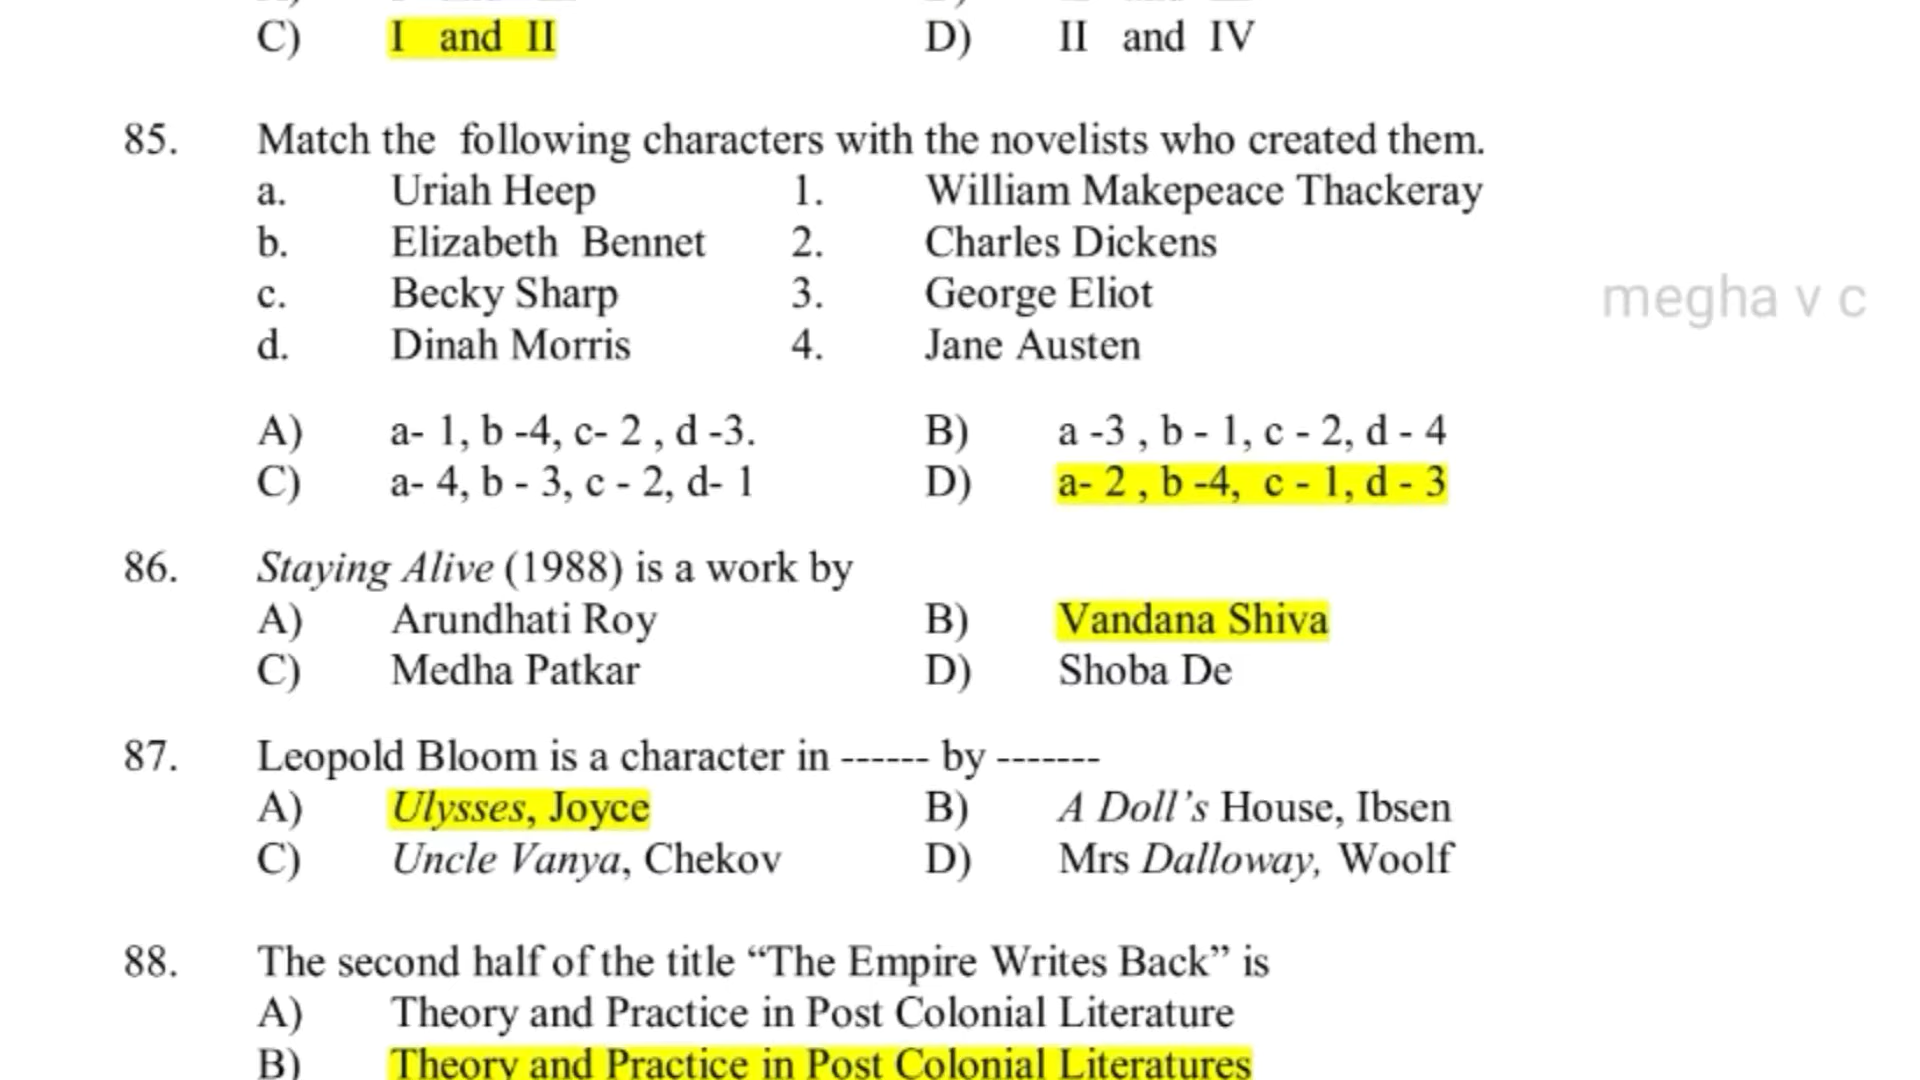 C) I and II D) II and IV
85. Match the following characters with the novelists who created them.
a. Uriah Heep 1. William Makepeace Thackeray
b. Elizabeth Bennet 2. Charles Dickens
c. Becky Sharp 3. George Eliot
megha v c
d. Dinah Morris 4. Jane Austen
A) a- 1, b -4, c- 2 , d -3. B) a -3 , b - 1, c - 2, d - 4
C) a- 4, b - 3, c - 2, d- 1 D) a- 2 , b -4, c - 1, d - 3
86. Staying Alive (1988) is a work by
A) Arundhati Roy B) Vandana Shiva
C) Medha Patkar D) Shoba De
87. Leopold Bloom is a character in ------ by -------
A) Ulysses, Joyce B) A Doll’s House, Ibsen
C) Uncle Vanya, Chekov D) Mrs Dalloway, Woolf
88. The second half of the title “The Empire Writes Back” is
A) Theory and Practice in Post Colonial Literature
B) Theory and Practice in Post Colonial Literatures